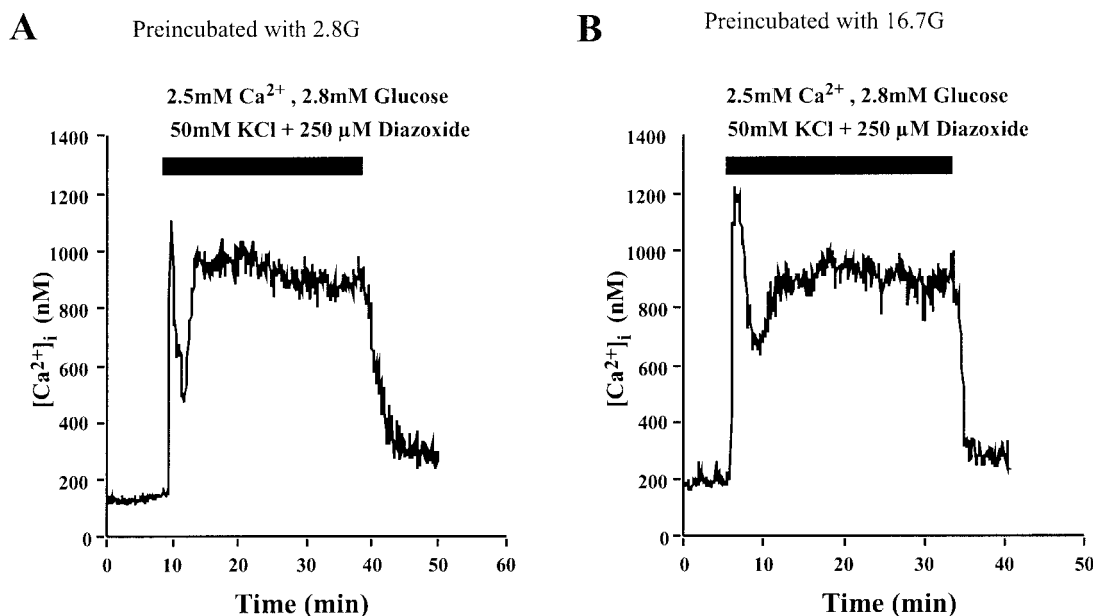 A
Preincubated with 2.8G
2.5mM Ca²⁺ , 2.8mM Glucose
50mM KCl + 250 µM Diazoxide
1400
1200
1000
800
600
400
200
0
[Ca²⁺]i (nM)
0 10 20 30 40 50 60
Time (min)
B
Preincubated with 16.7G
2.5mM Ca²⁺ , 2.8mM Glucose
50mM KCl + 250 µM Diazoxide
1400
1200
1000
800
600
400
200
0
[Ca²⁺]i (nM)
0 10 20 30 40 50
Time (min)